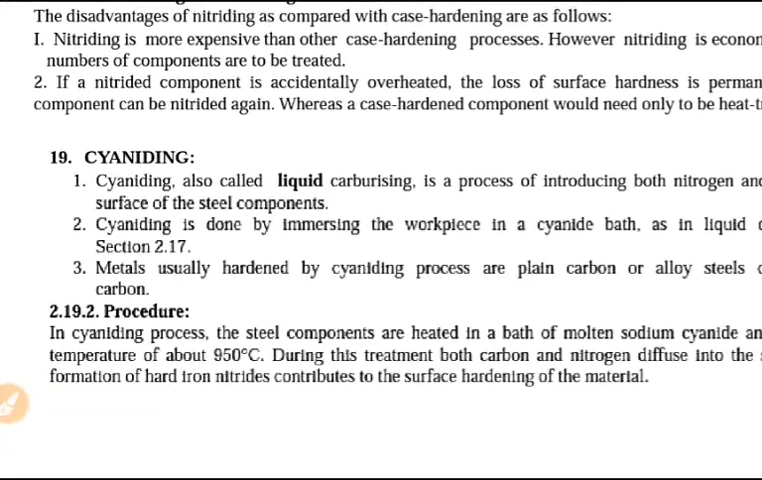 The disadvantages of nitriding as compared with case-hardening are as follows:
I. Nitriding is more expensive than other case-hardening processes. However nitriding is econor
numbers of components are to be treated.
2. If a nitrided component is accidentally overheated, the loss of surface hardness is perman
component can be nitrided again. Whereas a case-hardened component would need only to be heat-t
19. CYANIDING:
1. Cyaniding, also called liquid carburising, is a process of introducing both nitrogen and
surface of the steel components.
2. Cyaniding is done by immersing the workpiece in a cyanide bath, as in liquid
Section 2.17.
3. Metals usually hardened by cyaniding process are plain carbon or alloy steels
carbon.
2.19.2. Procedure:
In cyaniding process, the steel components are heated in a bath of molten sodium cyanide an
temperature of about 950°C. During this treatment both carbon and nitrogen diffuse into the
formation of hard iron nitrides contributes to the surface hardening of the material.